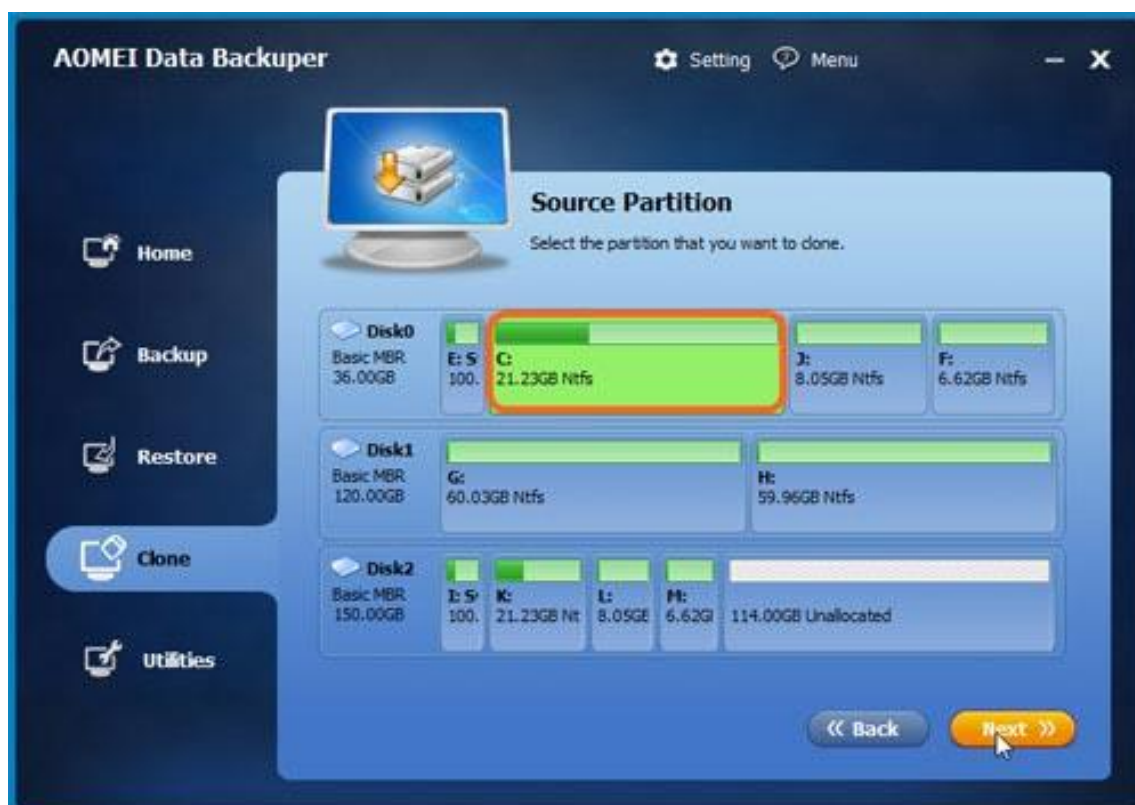 AOMEI Data Backuper
Setting
Menu
Source Partition
Select the partition that you want to clone.
Home
Backup
Restore
Clone
Utilities
Disk0
Basic MBR
36.00GB
E: S
100.
C:
21.23GB Ntfs
J:
8.05GB Ntfs
F:
6.62GB Ntfs
Disk1
Basic MBR
120.00GB
G:
60.03GB Ntfs
H:
59.96GB Ntfs
Disk2
Basic MBR
150.00GB
I: S
100.
K:
21.23GB Nt
L:
8.05GE
M:
6.62GI
114.00GB Unallocated
Back
Next